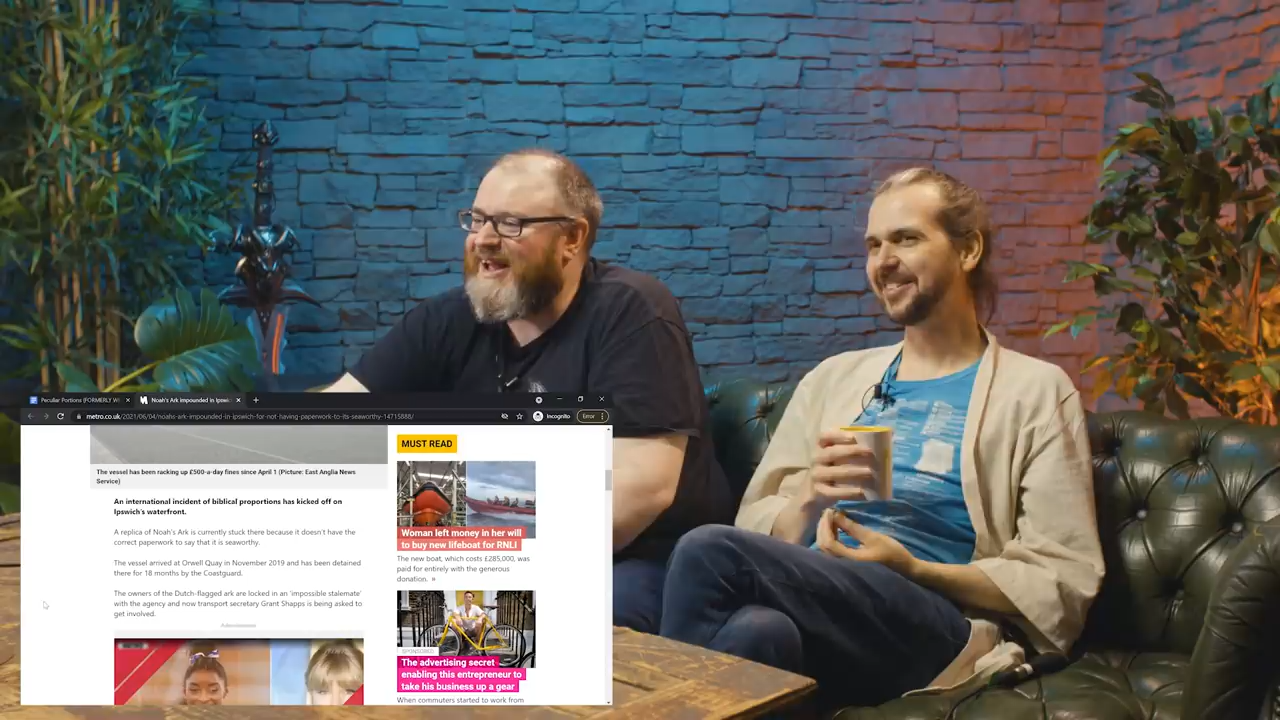 Peculiar Portions (FORMERLY W
Noah's Ark impounded in Ipswic
metro.co.uk/2021/06/04/noahs-ark-impounded-in-ipswich-for-not-having-paperwork-to-its-seaworthy-14715888/
Incognito
Error
The vessel has been racking up £500-a-day fines since April 1 (Picture: East Anglia News
Service)
An international incident of biblical proportions has kicked off on
Ipswich's waterfront.
A replica of Noah's Ark is currently stuck there because it doesn't have the
correct paperwork to say that it is seaworthy.
The vessel arrived at Orwell Quay in November 2019 and has been detained
there for 18 months by the Coastguard.
The owners of the Dutch-flagged ark are locked in an 'impossible stalemate'
with the agency and now transport secretary Grant Shapps is being asked to
get involved.
Advertisement
MUST READ
Woman left money in her will
to buy new lifeboat for RNLI
The new boat, which costs £285,000, was
paid for entirely with the generous
donation. »
SPONSORED
The advertising secret
enabling this entrepreneur to
take his business up a gear
When commuters started to work from